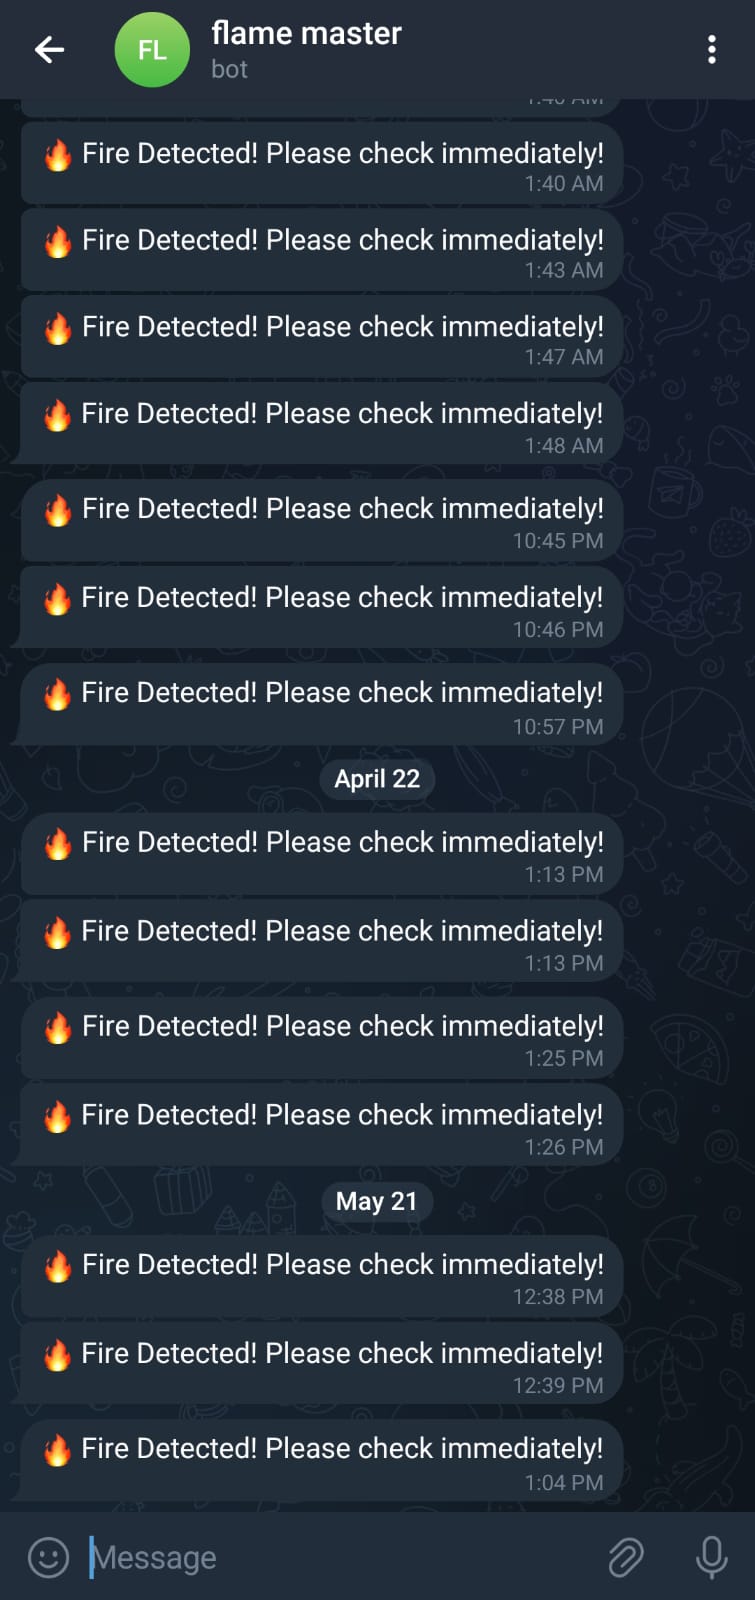 flame master
FL
bot
1:40 AM
🔥 Fire Detected! Please check immediately!
1:40 AM
🔥 Fire Detected! Please check immediately!
1:43 AM
🔥 Fire Detected! Please check immediately!
1:47 AM
🔥 Fire Detected! Please check immediately!
1:48 AM
🔥 Fire Detected! Please check immediately!
10:45 PM
🔥 Fire Detected! Please check immediately!
10:46 PM
🔥 Fire Detected! Please check immediately!
10:57 PM
April 22
🔥 Fire Detected! Please check immediately!
1:13 PM
🔥 Fire Detected! Please check immediately!
1:13 PM
🔥 Fire Detected! Please check immediately!
1:25 PM
🔥 Fire Detected! Please check immediately!
1:26 PM
May 21
🔥 Fire Detected! Please check immediately!
12:38 PM
🔥 Fire Detected! Please check immediately!
12:39 PM
🔥 Fire Detected! Please check immediately!
1:04 PM
Message